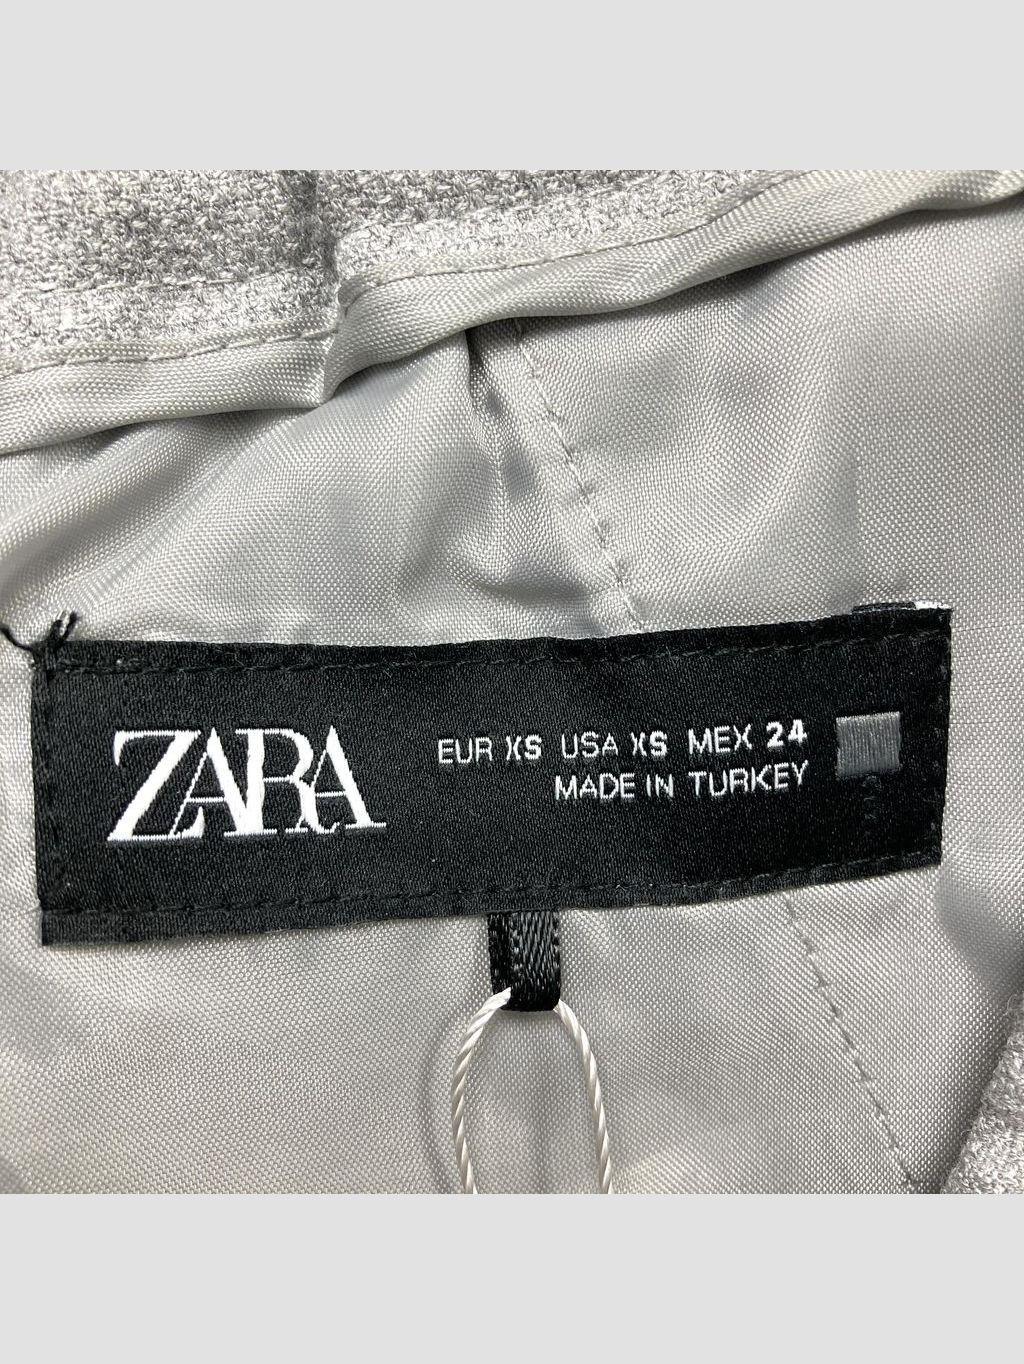 ZARA
EUR XS USA XS MEX 24
MADE IN TURKEY